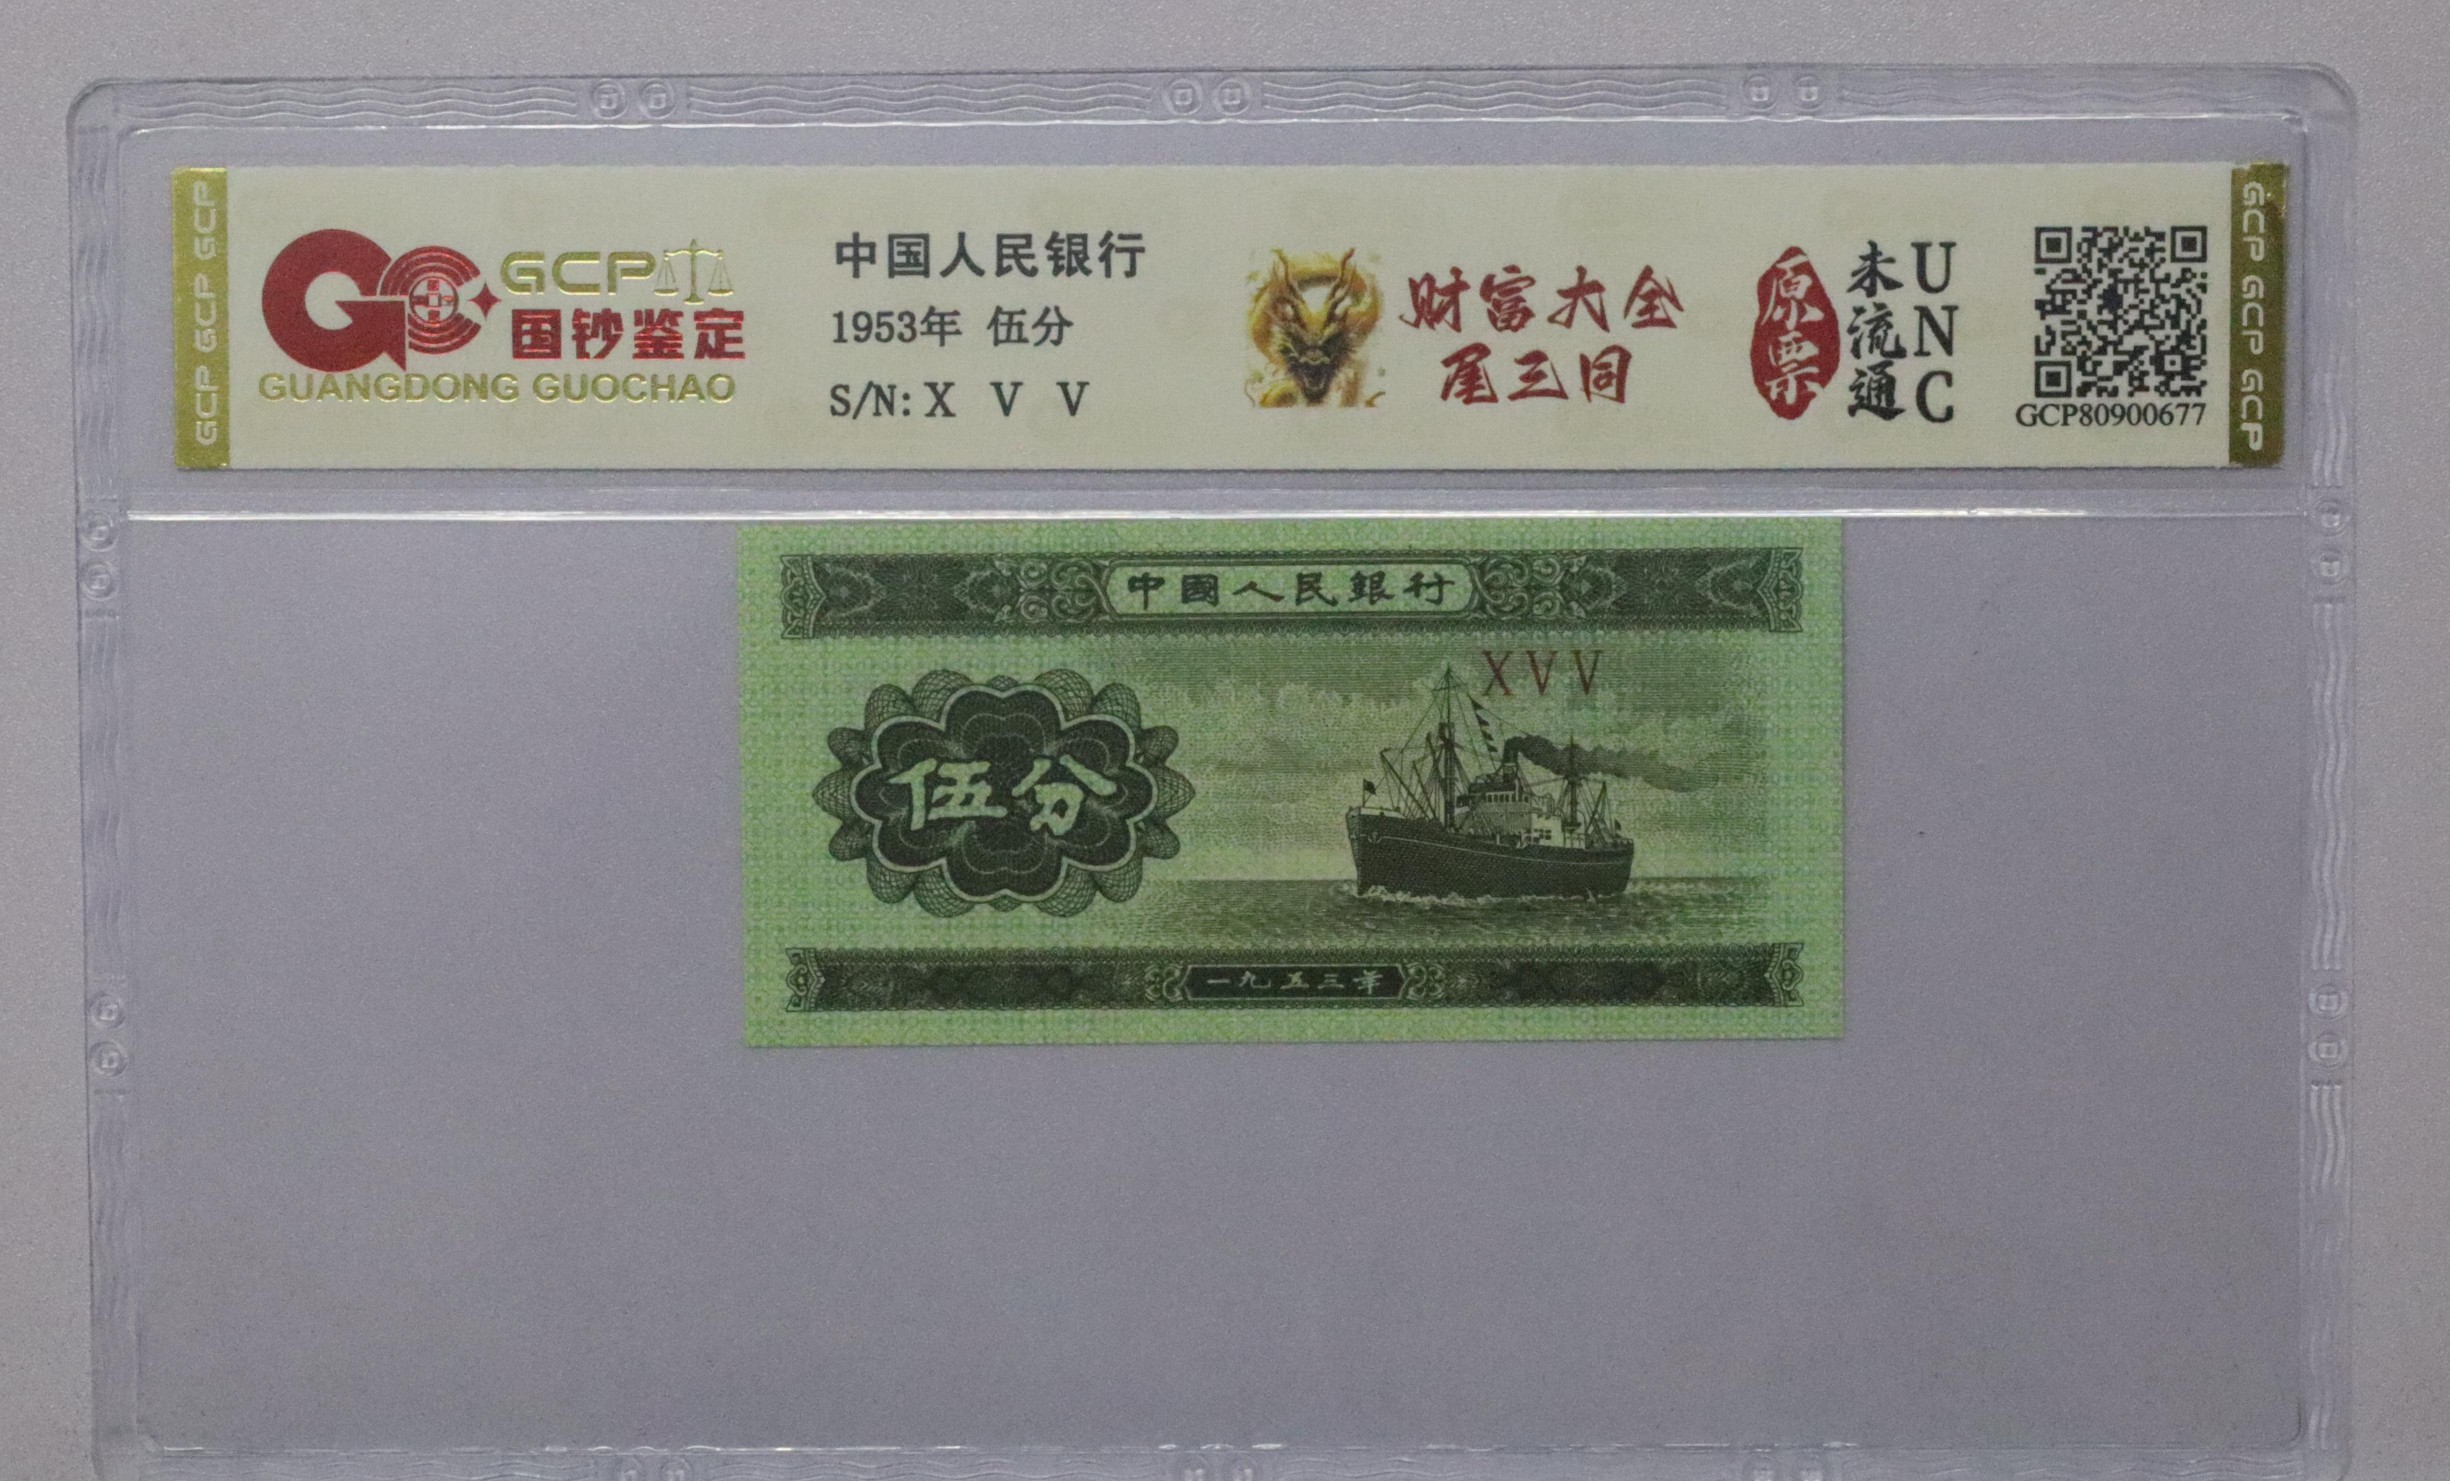 GCP GCP GCP
GCP
国钞鉴定
GUANGDONG GUOCHAO
中国人民银行
1953年 伍分
S/N: X V V
财富大全
尾三同
原票
未流通
UNC
GCP80900677
GCP GCP GCP
中國人民銀行
XVV
伍分
一九五三年